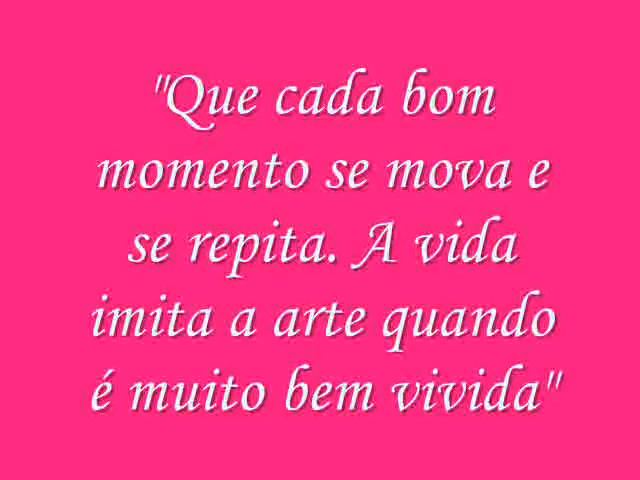 "Que cada bom
momento se mova e
se repita. A vida
imita a arte quando
é muito bem vivida"